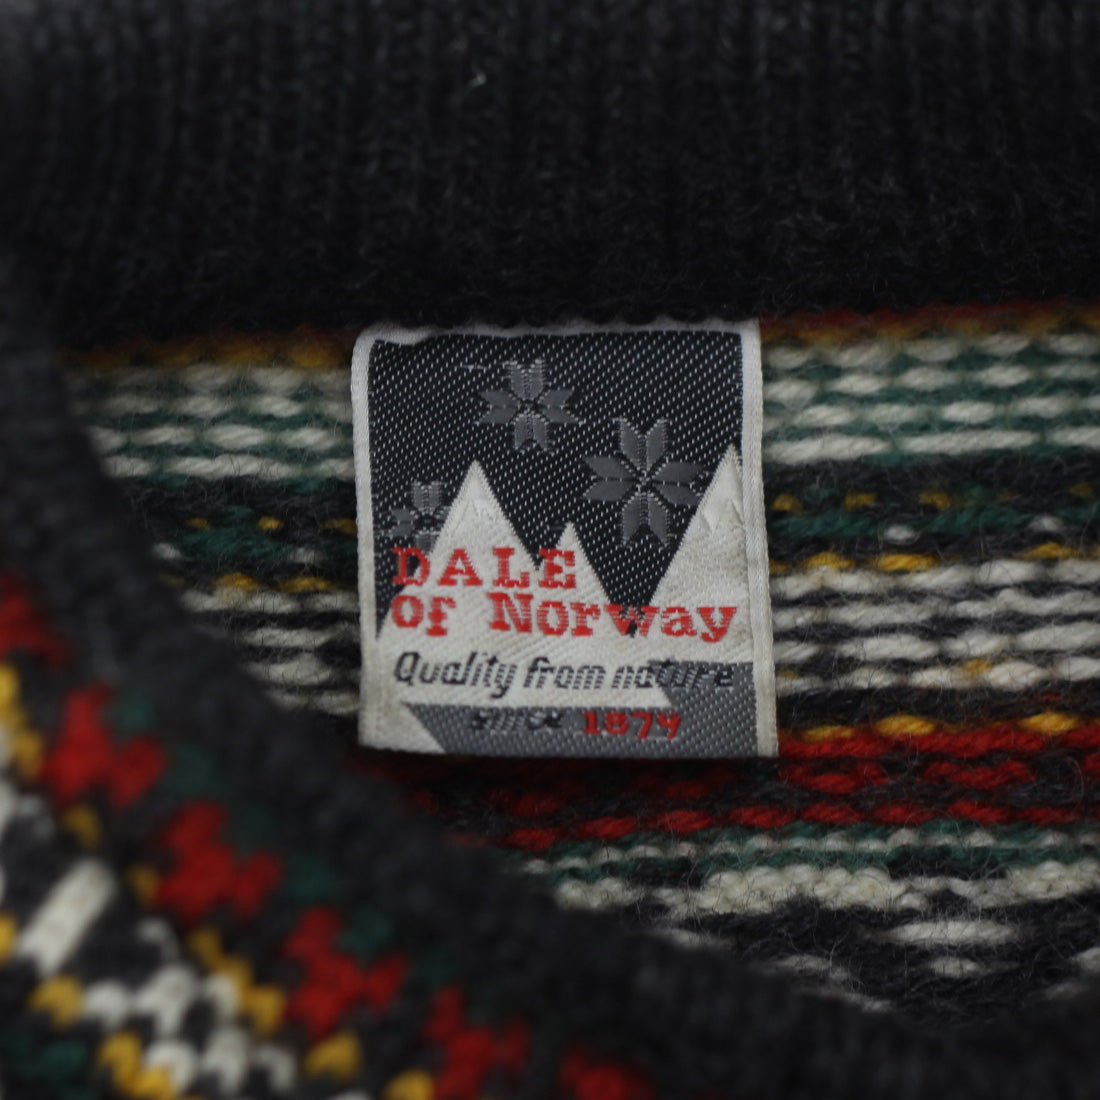 DALE
of Norway
Quality from nature
since 1879